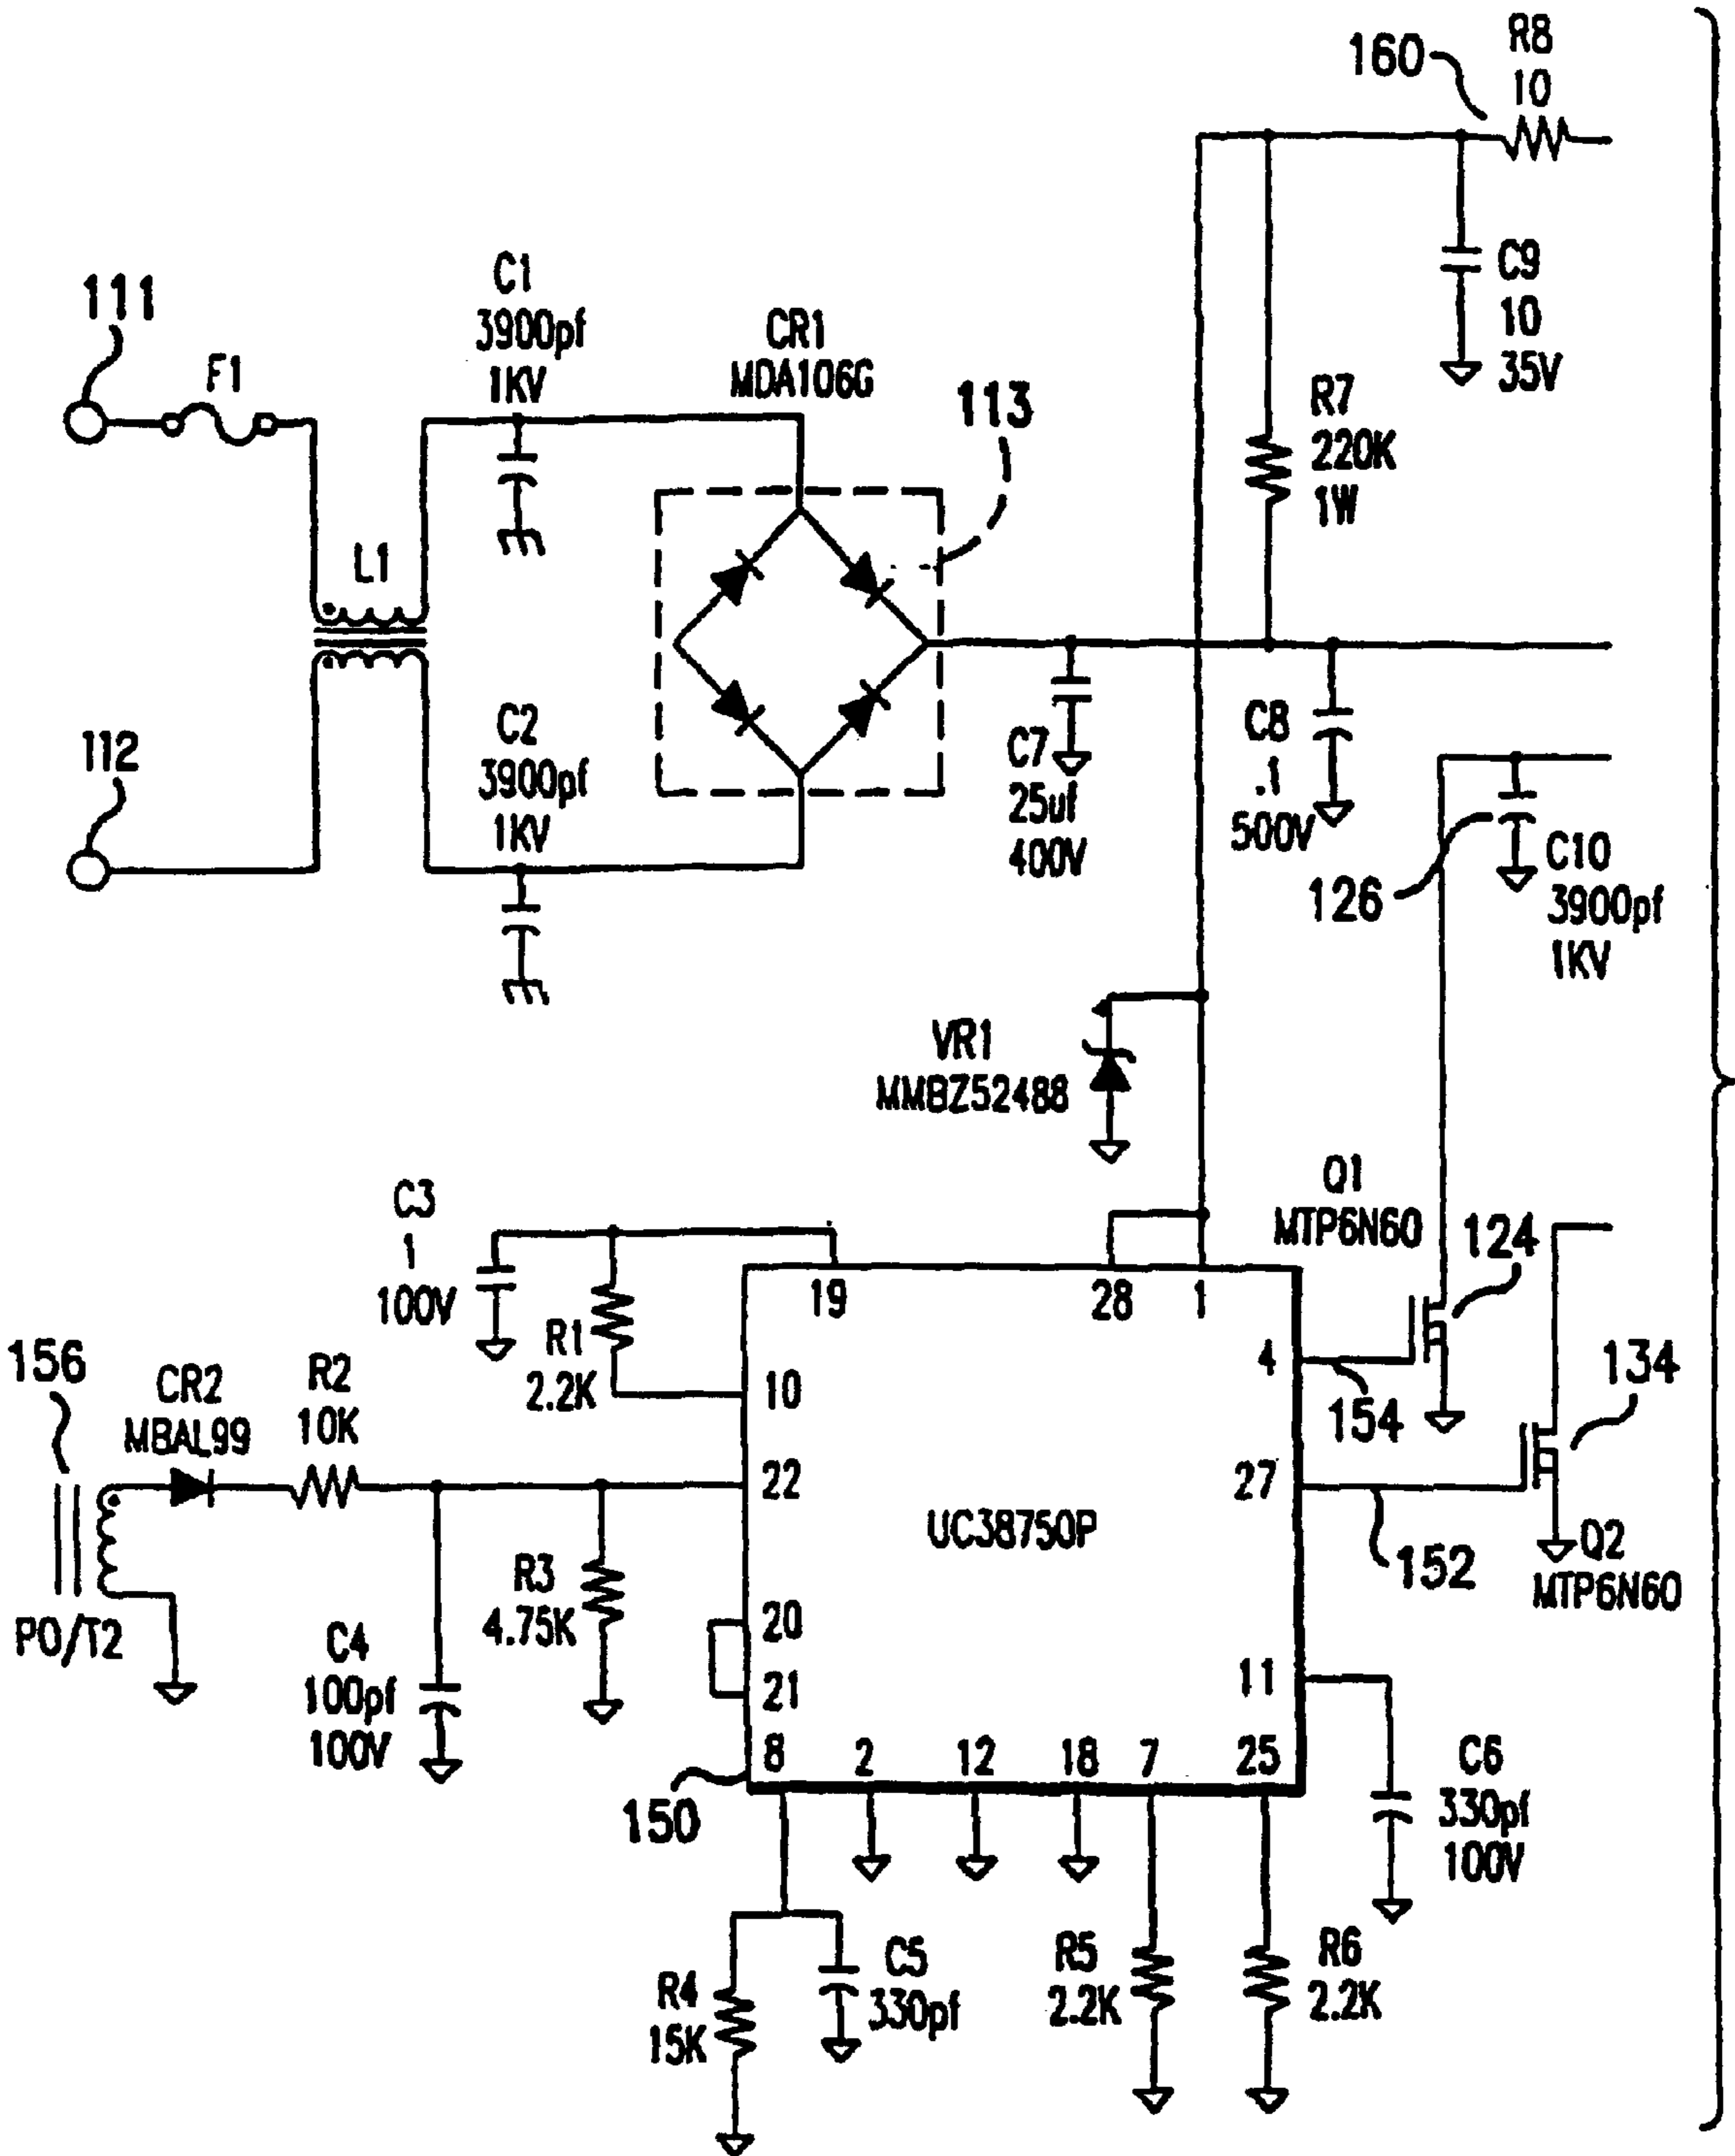 160
R8
10
111
F1
C1
3900pf
1KV
CR1
MDA106G
113
C9
10
35V
R7
220K
1W
L1
112
C2
3900pf
1KV
C7
25uf
400V
C8
.1
500V
126
C10
3900pf
1KV
VR1
MMBZ52488
Q1
MTP6N60
124
C3
1
100V
R1
2.2K
19
28
1
4
10
154
134
156
CR2
MBAL99
R2
10K
22
27
UC38750P
152
Q2
MTP6N60
PO/T2
C4
100pf
100V
R3
4.75K
20
21
11
8
2
12
18
7
25
150
C6
330pf
100V
R4
15K
C5
330pf
R5
2.2K
R6
2.2K